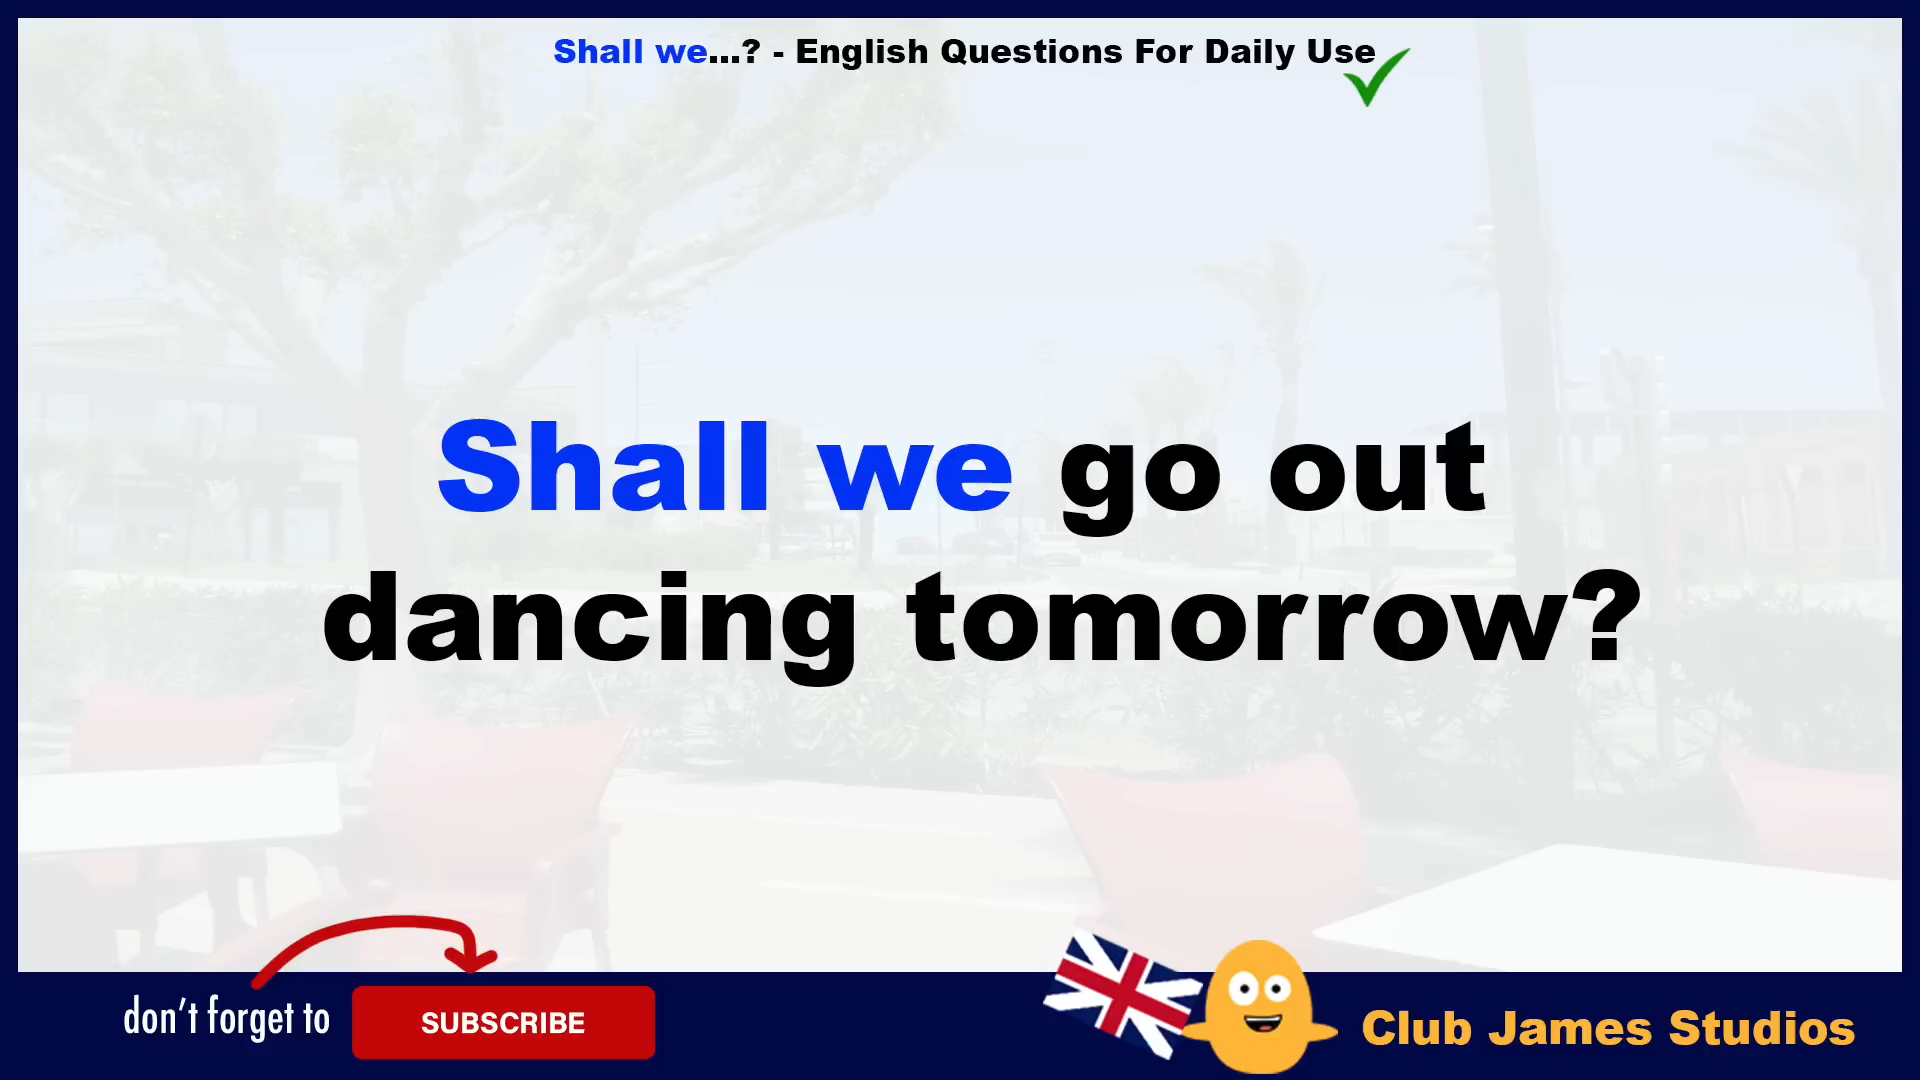 Shall we...? - English Questions For Daily Use
Shall we go out
dancing tomorrow?
don't forget to
SUBSCRIBE
Club James Studios